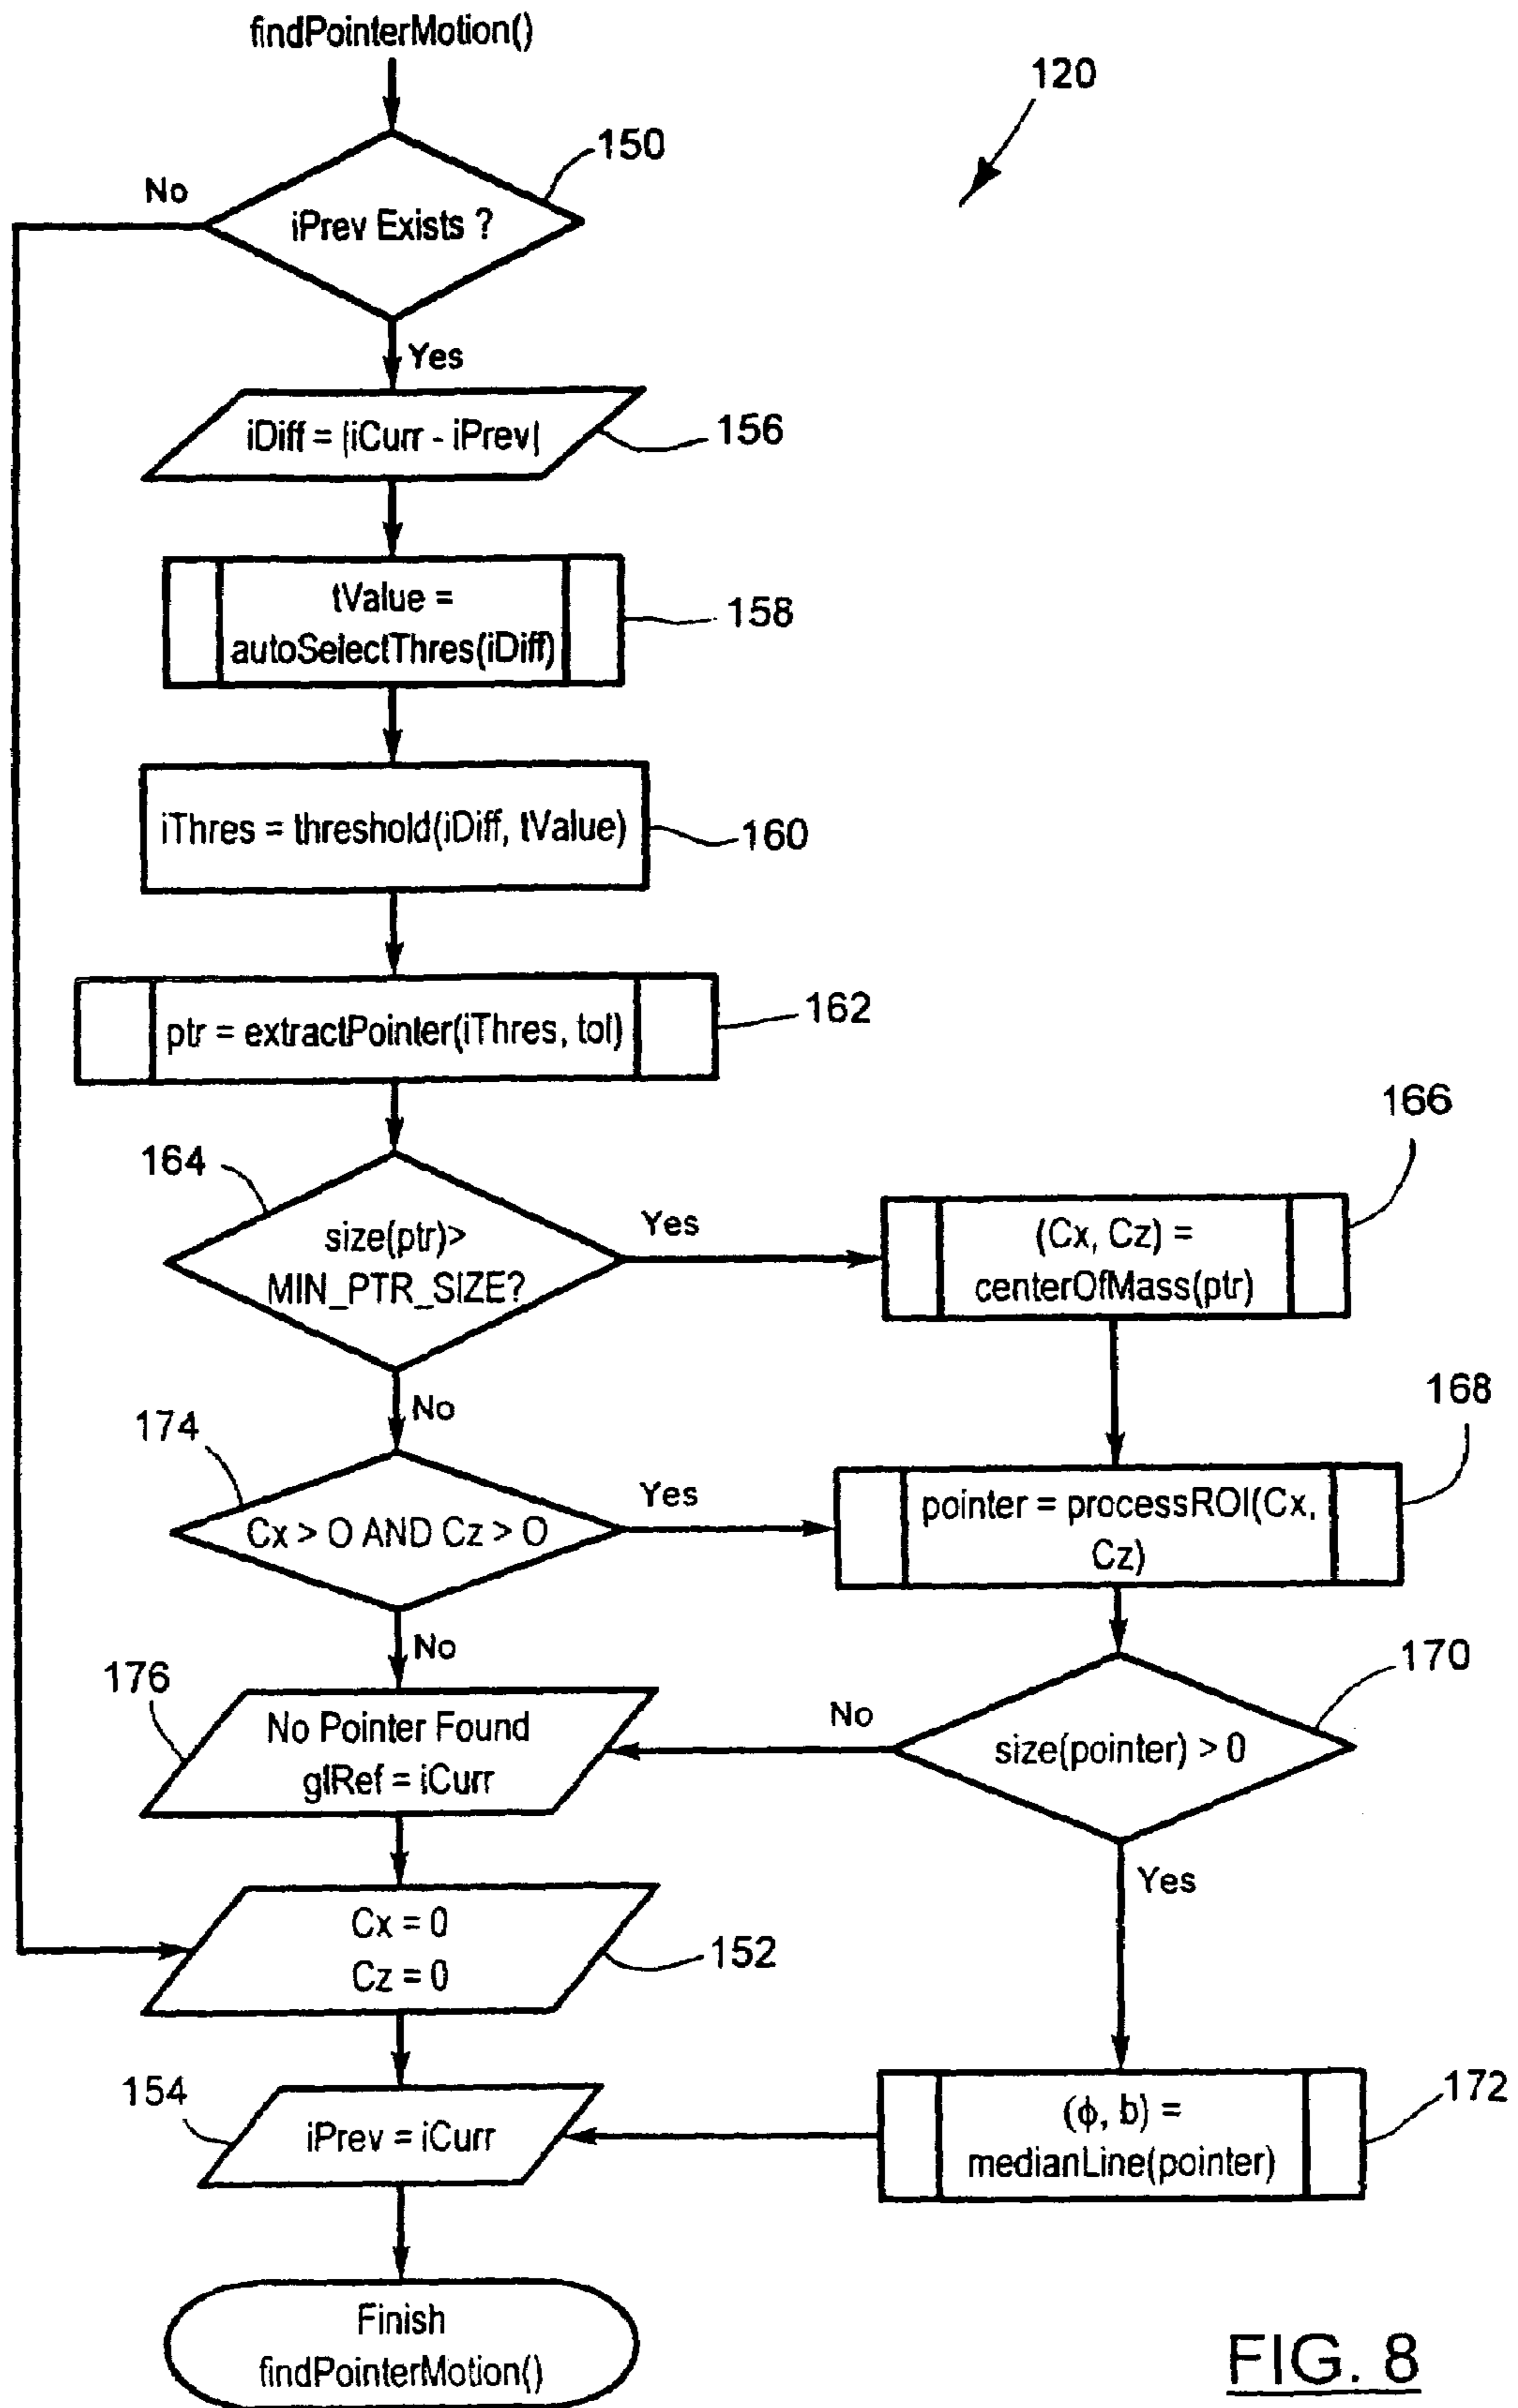 findPointerMotion()
120
150
No
iPrev Exists ?
Yes
iDiff = |iCurr - iPrev|
156
tValue =
autoSelectThres(iDiff)
158
iThres = threshold(iDiff, tValue)
160
ptr = extractPointer(iThres, tol)
162
166
164
size(ptr)>
MIN_PTR_SIZE?
Yes
(Cx, Cz) =
centerOfMass(ptr)
No
168
174
Cx > 0 AND Cz > 0
Yes
pointer = processROI(Cx,
Cz)
No
170
176
No Pointer Found
gIRef = iCurr
No
size(pointer) > 0
Yes
Cx = 0
Cz = 0
152
154
iPrev = iCurr
(ϕ, b) =
medianLine(pointer)
172
Finish
findPointerMotion()
FIG. 8